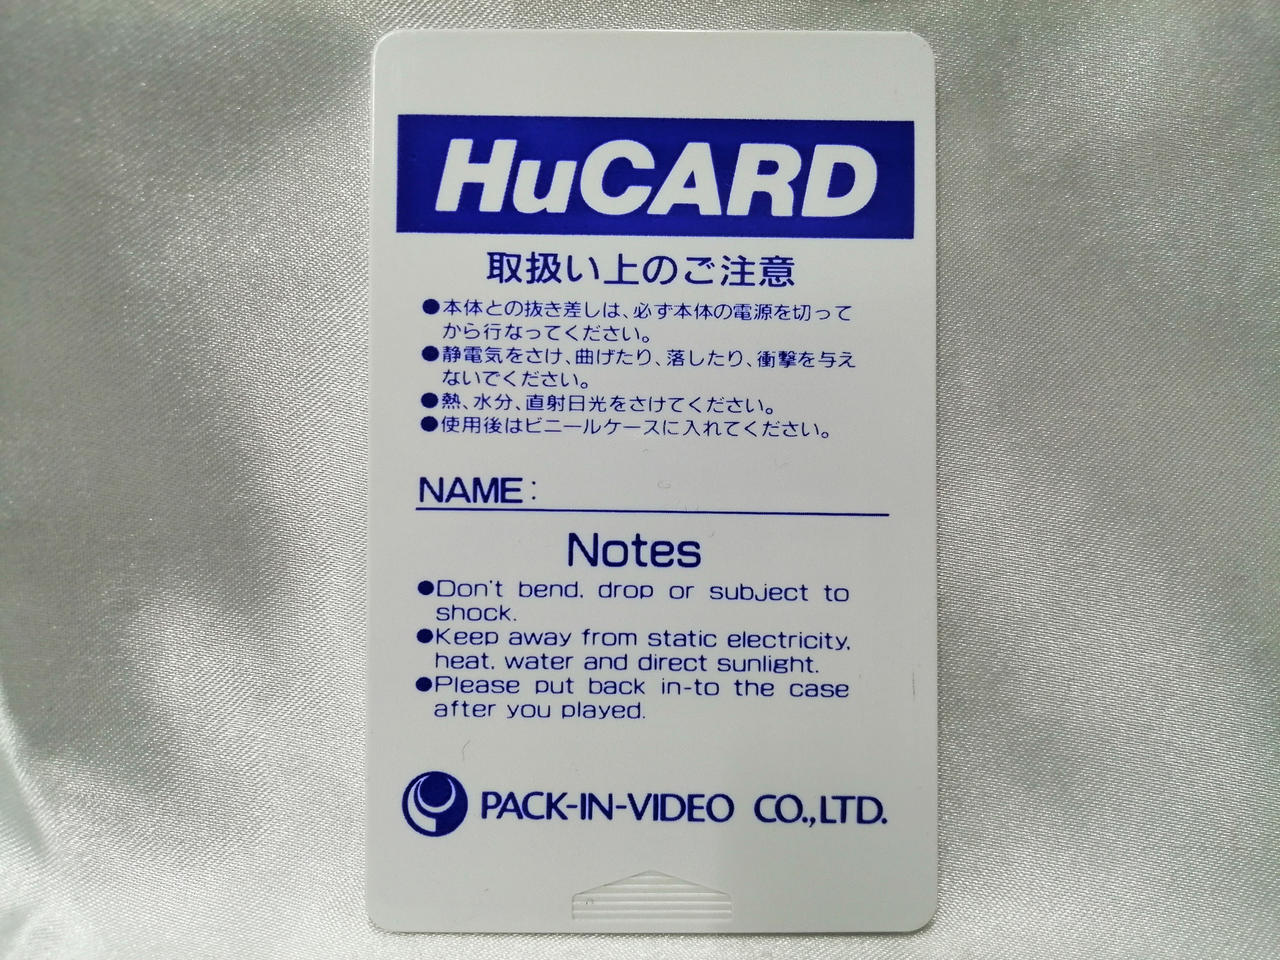 HuCARD
取扱い上のご注意
●本体との抜き差しは、必ず本体の電源を切って
から行なってください。
●静電気をさけ、曲げたり、落したり、衝撃を与え
ないでください。
●熱、水分、直射日光をさけてください。
●使用後はビニールケースに入れてください。
NAME:
Notes
●Don't bend. drop or subject to
shock.
●Keep away from static electricity.
heat. water and direct sunlight.
●Please put back in-to the case
after you played.
PACK-IN-VIDEO CO.,LTD.